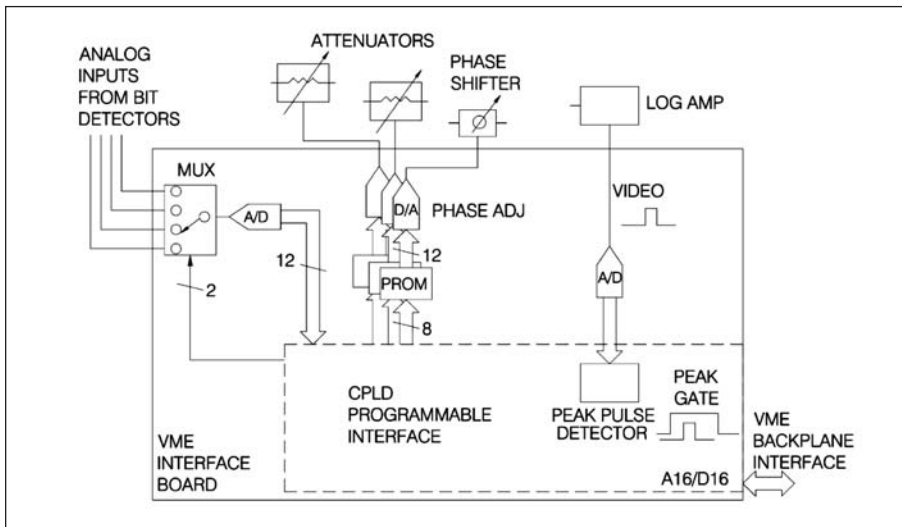 ATTENUATORS
ANALOG
INPUTS
FROM BIT
DETECTORS
PHASE
SHIFTER
LOG AMP
MUX
A/D
D/A
PHASE ADJ
VIDEO
12
12
PROM
A/D
2
8
CPLD
PROGRAMMABLE
INTERFACE
PEAK PULSE
DETECTOR
PEAK
GATE
VME
INTERFACE
BOARD
VME
BACKPLANE
INTERFACE
A16/D16